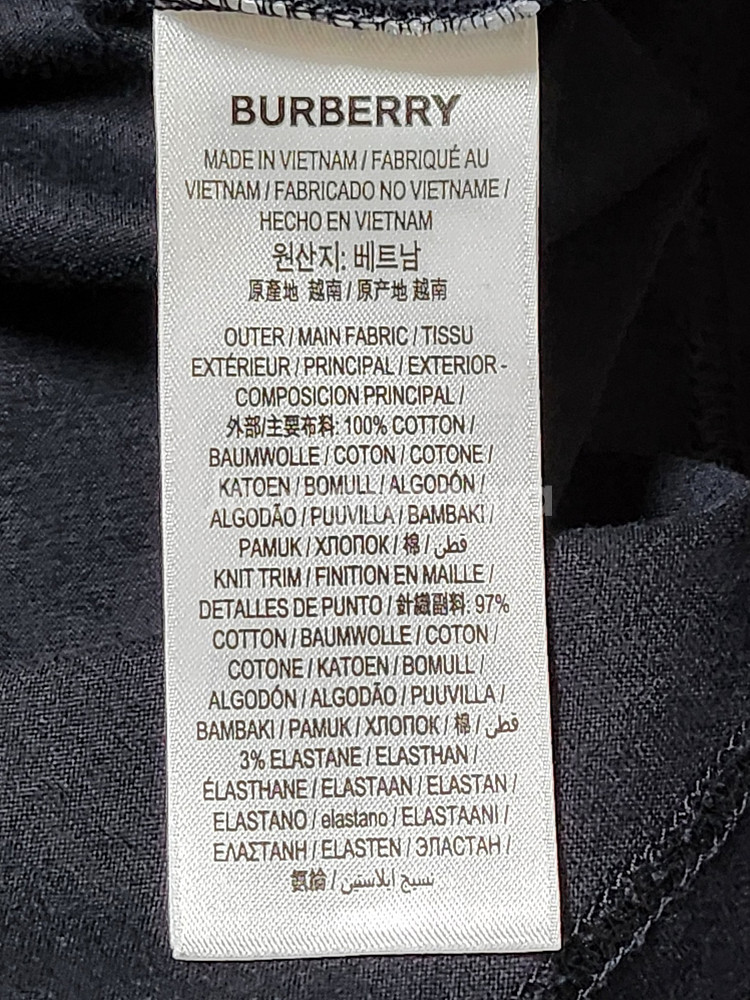 BURBERRY
MADE IN VIETNAM / FABRIQUÉ AU
VIETNAM / FABRICADO NO VIETNAME /
HECHO EN VIETNAM
원산지: 베트남
原產地 越南 / 原产地 越南
OUTER / MAIN FABRIC / TISSU
EXTÉRIEUR / PRINCIPAL / EXTERIOR -
COMPOSICION PRINCIPAL /
外部/主要布料: 100% COTTON /
BAUMWOLLE / COTON / COTONE /
KATOEN / BOMULL / ALGODÓN /
ALGODÃO / PUUVILLA / BAMBAKI /
PAMUK / ХЛОПОК / 棉 / قطن
KNIT TRIM / FINITION EN MAILLE /
DETALLES DE PUNTO / 針織副料: 97%
COTTON / BAUMWOLLE / COTON /
COTONE / KATOEN / BOMULL /
ALGODÓN / ALGODÃO / PUUVILLA /
BAMBAKI / PAMUK / ХЛОПОК / 棉 / قطن
3% ELASTANE / ELASTHAN /
ÉLASTHANE / ELASTAAN / ELASTAN /
ELASTANO / elastano / ELASTAANI /
ΕΛΑΣΤΑΝΗ / ELASTEN / ЭЛАСТАН /
氨綸 / نسيج ايلاستين